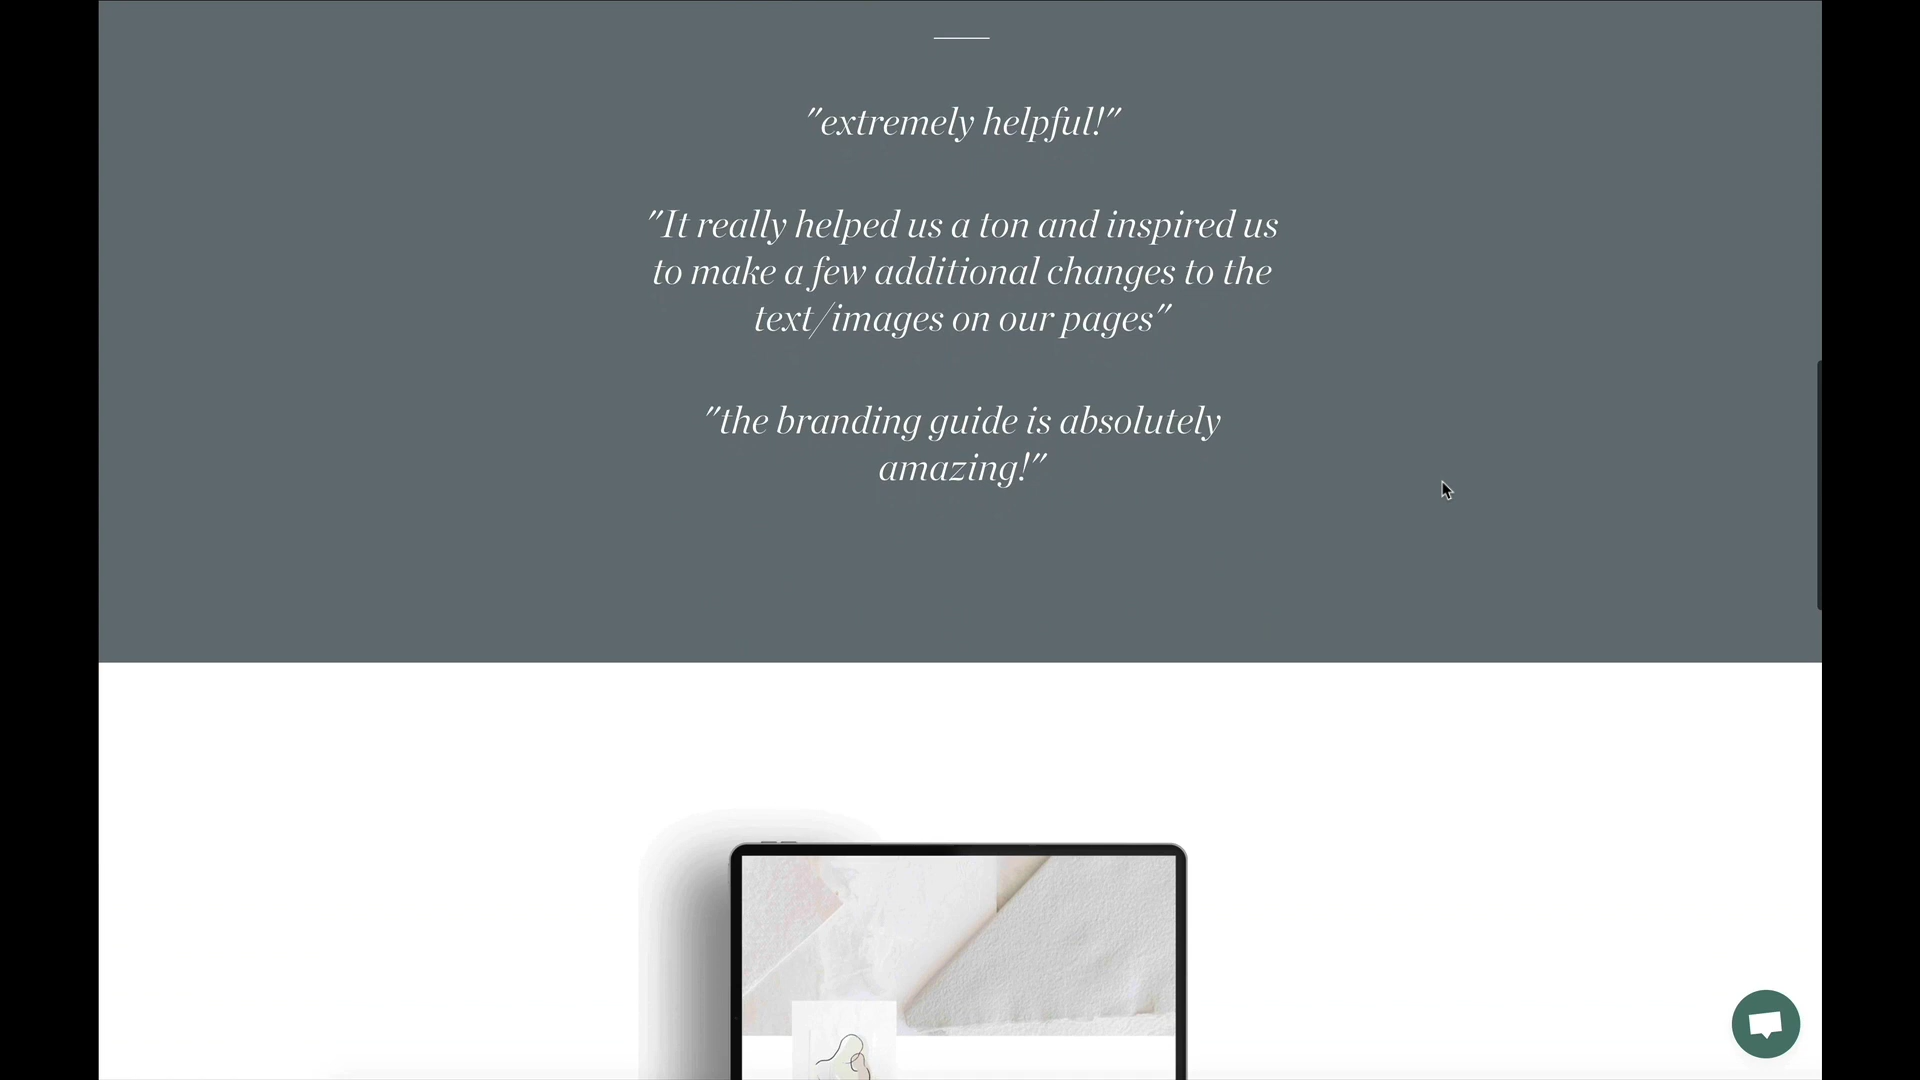 "extremely helpful!"
"It really helped us a ton and inspired us
to make a few additional changes to the
text/images on our pages"
"the branding guide is absolutely
amazing!"